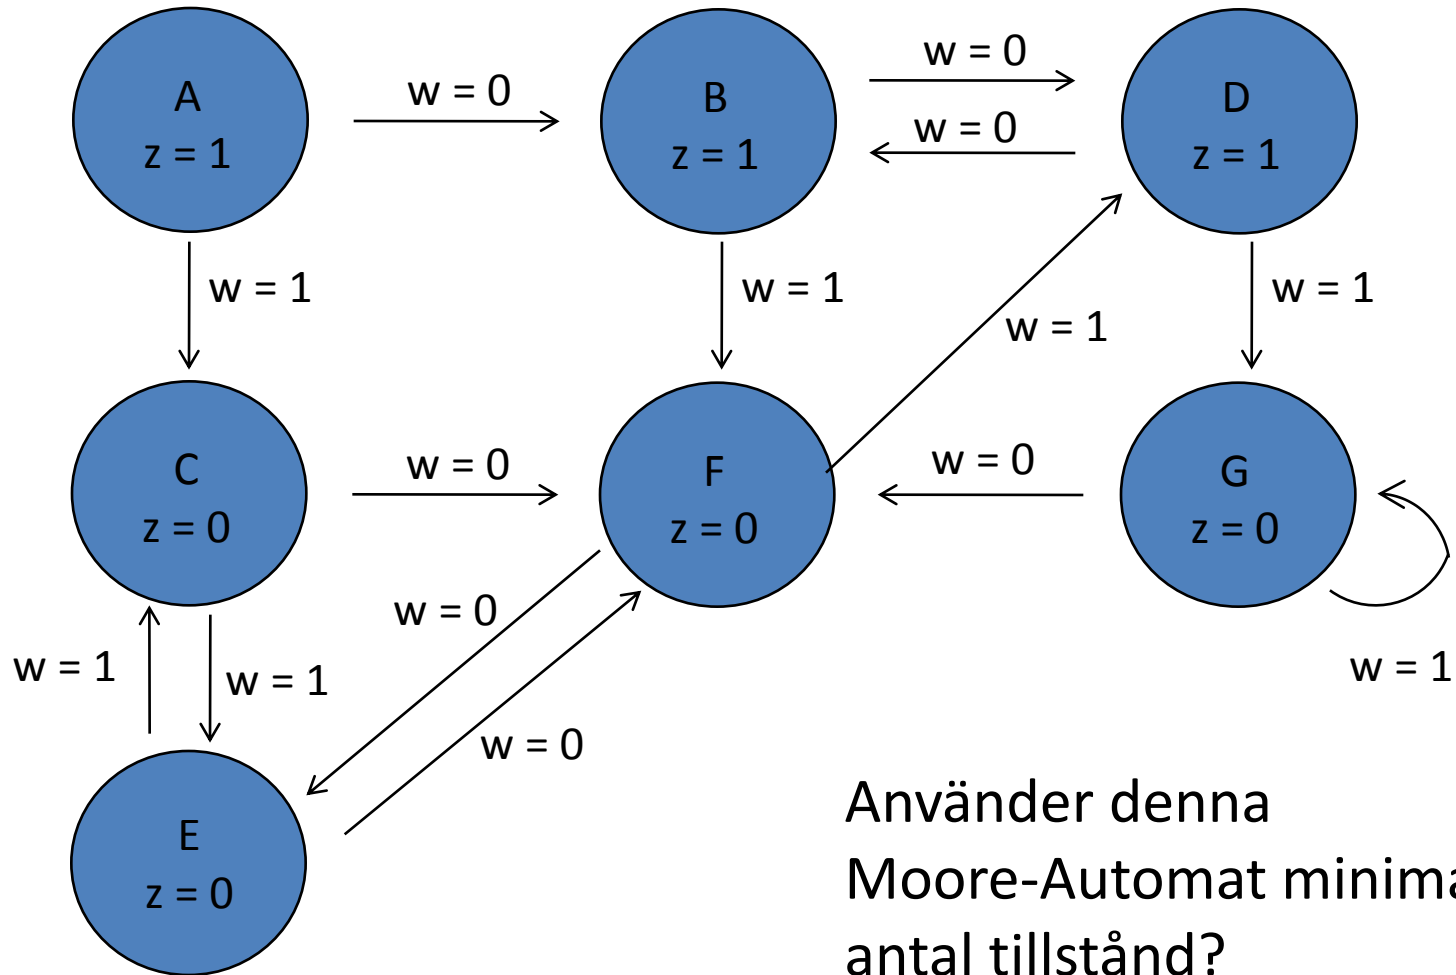 w = 0
A
z = 1
w = 0
B
z = 1
w = 0
D
z = 1
w = 1
w = 1
w = 1
w = 1
C
z = 0
w = 0
F
z = 0
w = 0
G
z = 0
w = 0
w = 1
w = 1
w = 1
w = 0
E
z = 0
Använder denna
Moore-Automat minima
antal tillstånd?